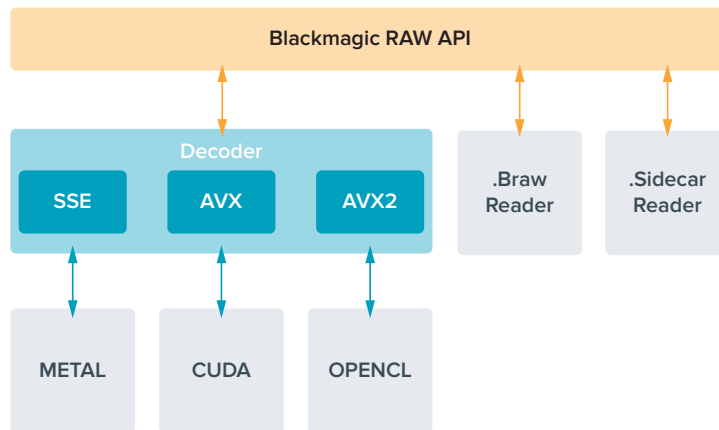 Blackmagic RAW API
Decoder
SSE
AVX
AVX2
.Braw
Reader
.Sidecar
Reader
METAL
CUDA
OPENCL